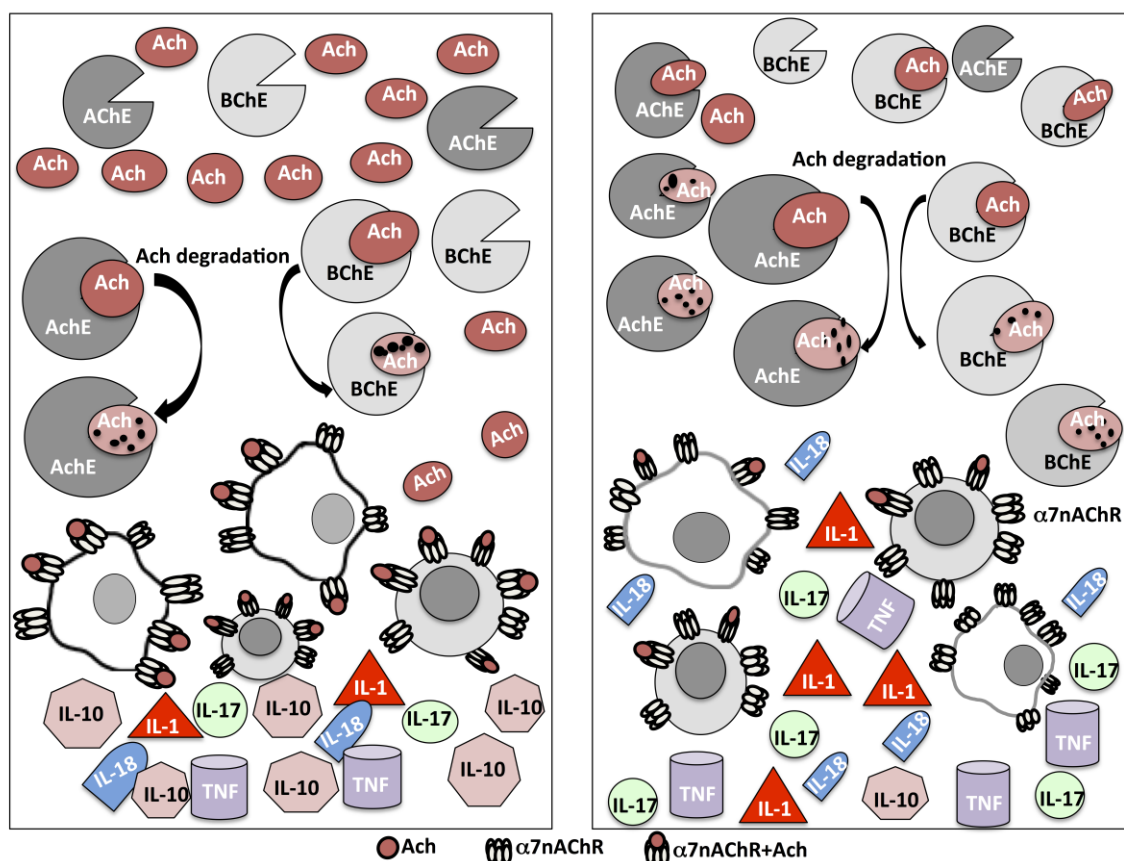 Ach
Ach
Ach
AChE
BChE
Ach
AChE
Ach
Ach
Ach
Ach
Ach
Ach
Ach
BChE
BChE
Ach degradation
Ach
AchE
Ach
Ach
BChE
Ach
AchE
Ach
Ach
IL-10
IL-1
IL-17
IL-10
IL-1
IL-17
IL-10
IL-18
IL-10
TNF
IL-10
IL-18
TNF
IL-10
BChE
Ach
BChE
AChE
Ach
AChE
Ach
Ach
BChE
Ach degradation
Ach
AchE
Ach
AchE
Ach
BChE
Ach
AchE
Ach
AchE
Ach
BChE
Ach
BChE
IL-18
IL-1
α7nAChR
IL-18
IL-17
TNF
IL-18
IL-1
IL-1
IL-17
IL-17
IL-18
TNF
IL-17
TNF
IL-1
IL-18
IL-10
TNF
IL-17
Ach
α7nAChR
α7nAChR+Ach